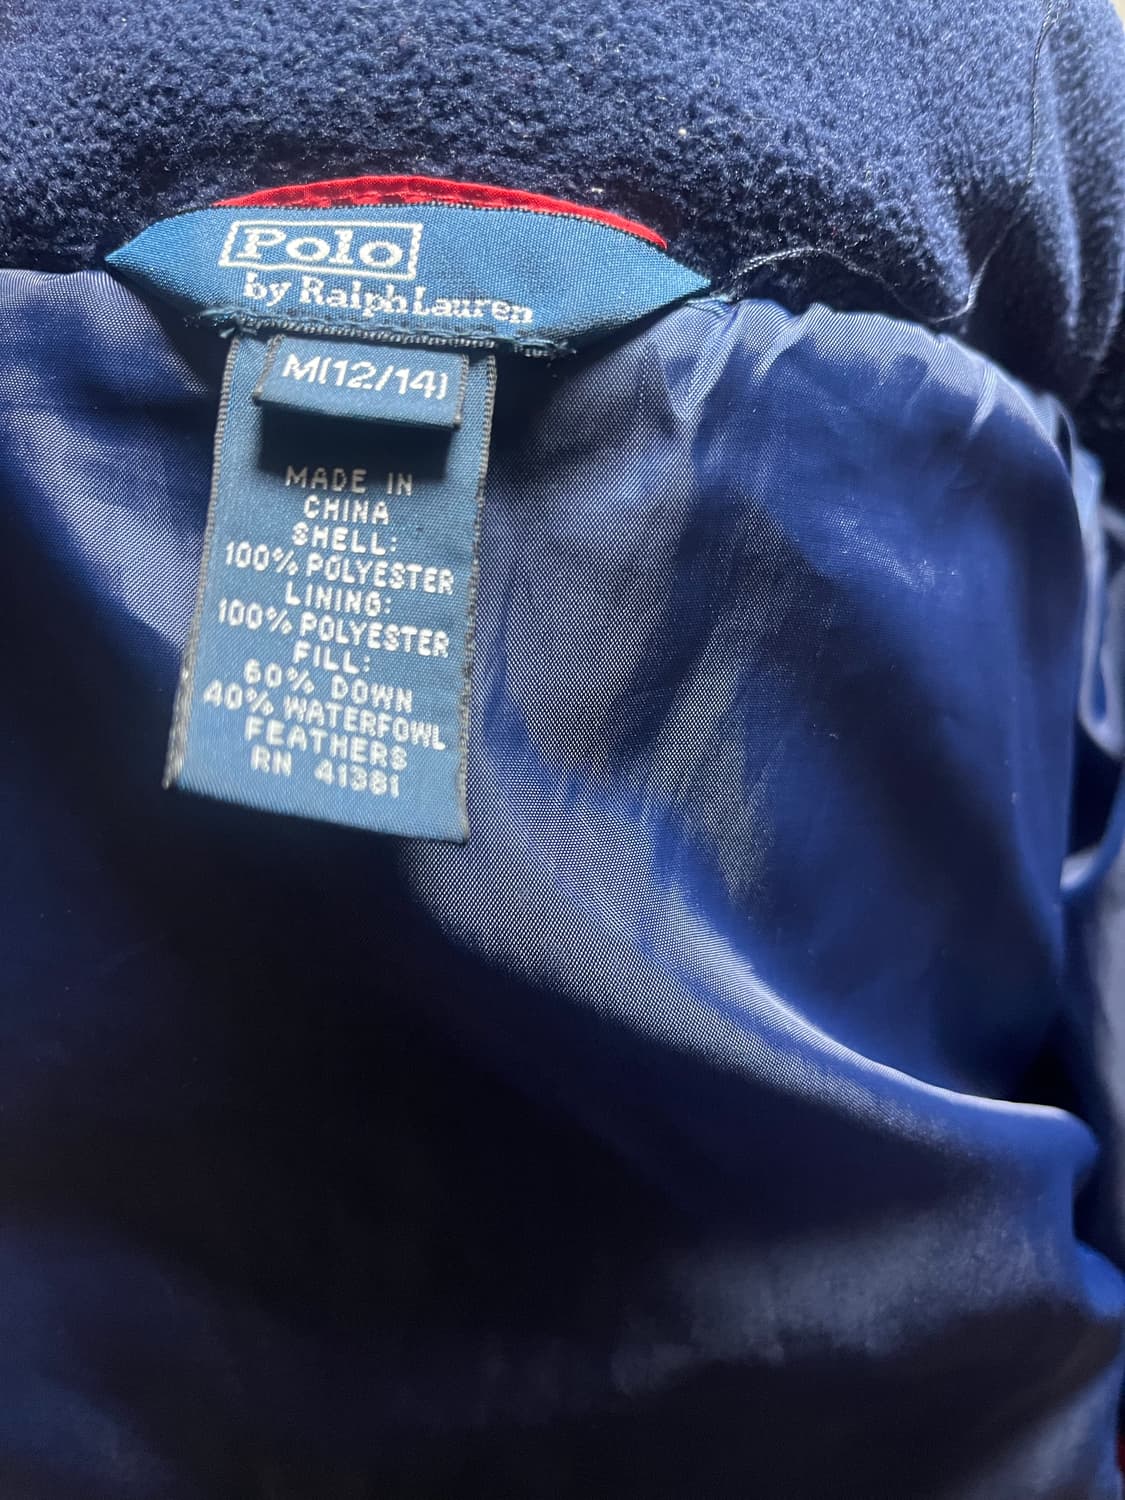 Polo
by Ralph Lauren
M(12/14)
MADE IN
CHINA
SHELL:
100% POLYESTER
LINING:
100% POLYESTER
FILL:
60% DOWN
40% WATERFOWL
FEATHERS
RN 41381